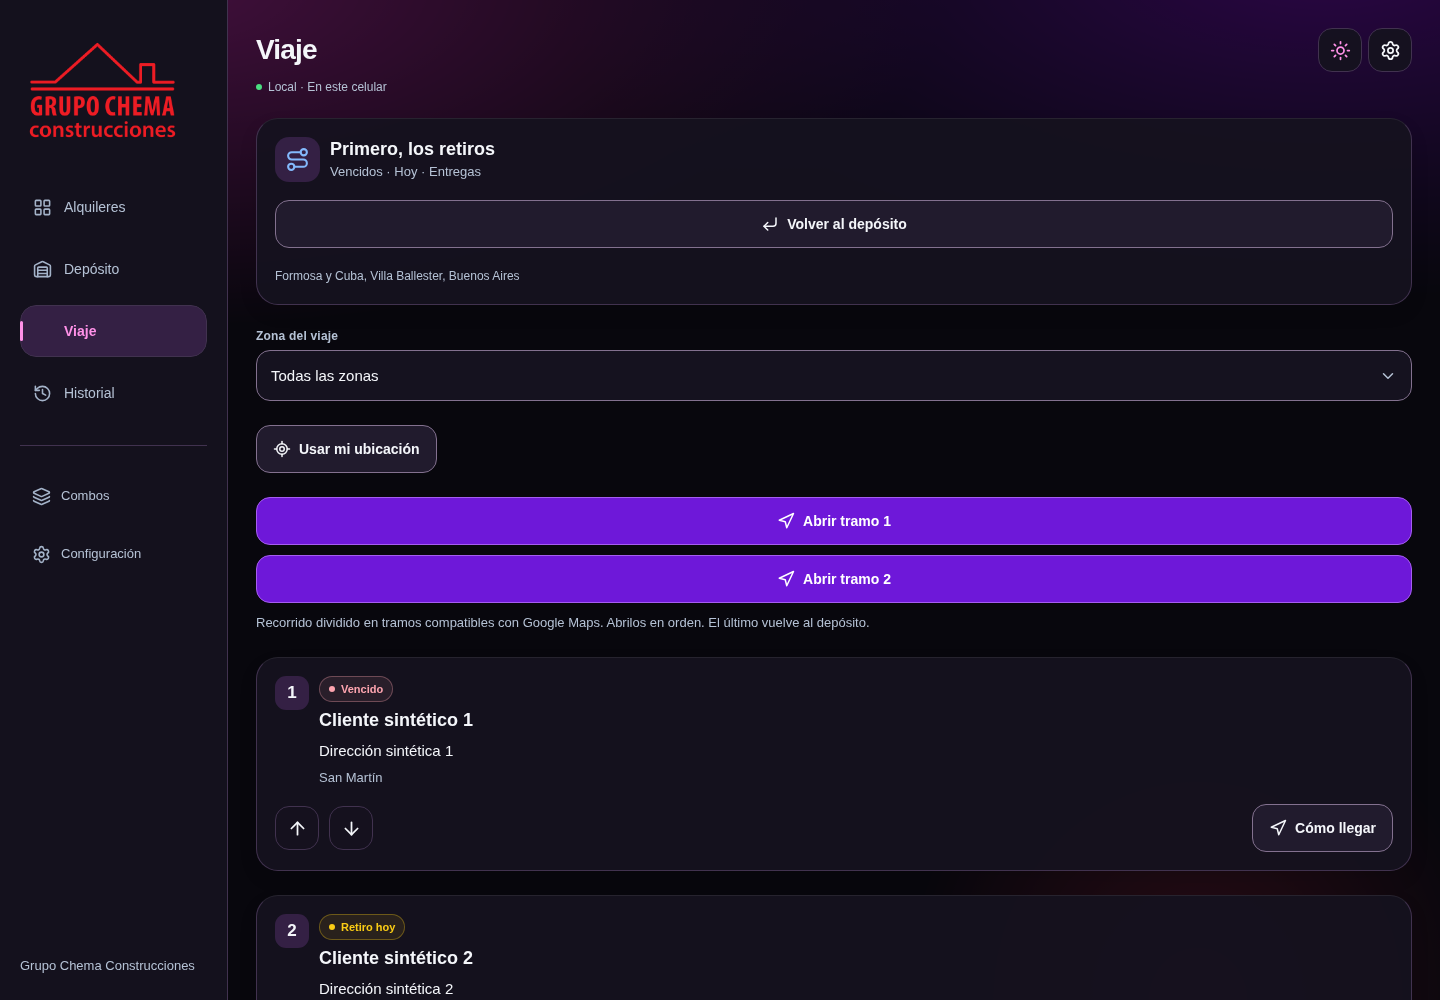 GRUPO CHEMA
construcciones
Alquileres
Depósito
Viaje
Historial
Combos
Configuración
Grupo Chema Construcciones
Viaje
Local · En este celular
Primero, los retiros
Vencidos · Hoy · Entregas
Volver al depósito
Formosa y Cuba, Villa Ballester, Buenos Aires
Zona del viaje
Todas las zonas
Usar mi ubicación
Abrir tramo 1
Abrir tramo 2
Recorrido dividido en tramos compatibles con Google Maps. Abrilos en orden. El último vuelve al depósito.
1
Vencido
Cliente sintético 1
Dirección sintética 1
San Martín
Cómo llegar
2
Retiro hoy
Cliente sintético 2
Dirección sintética 2